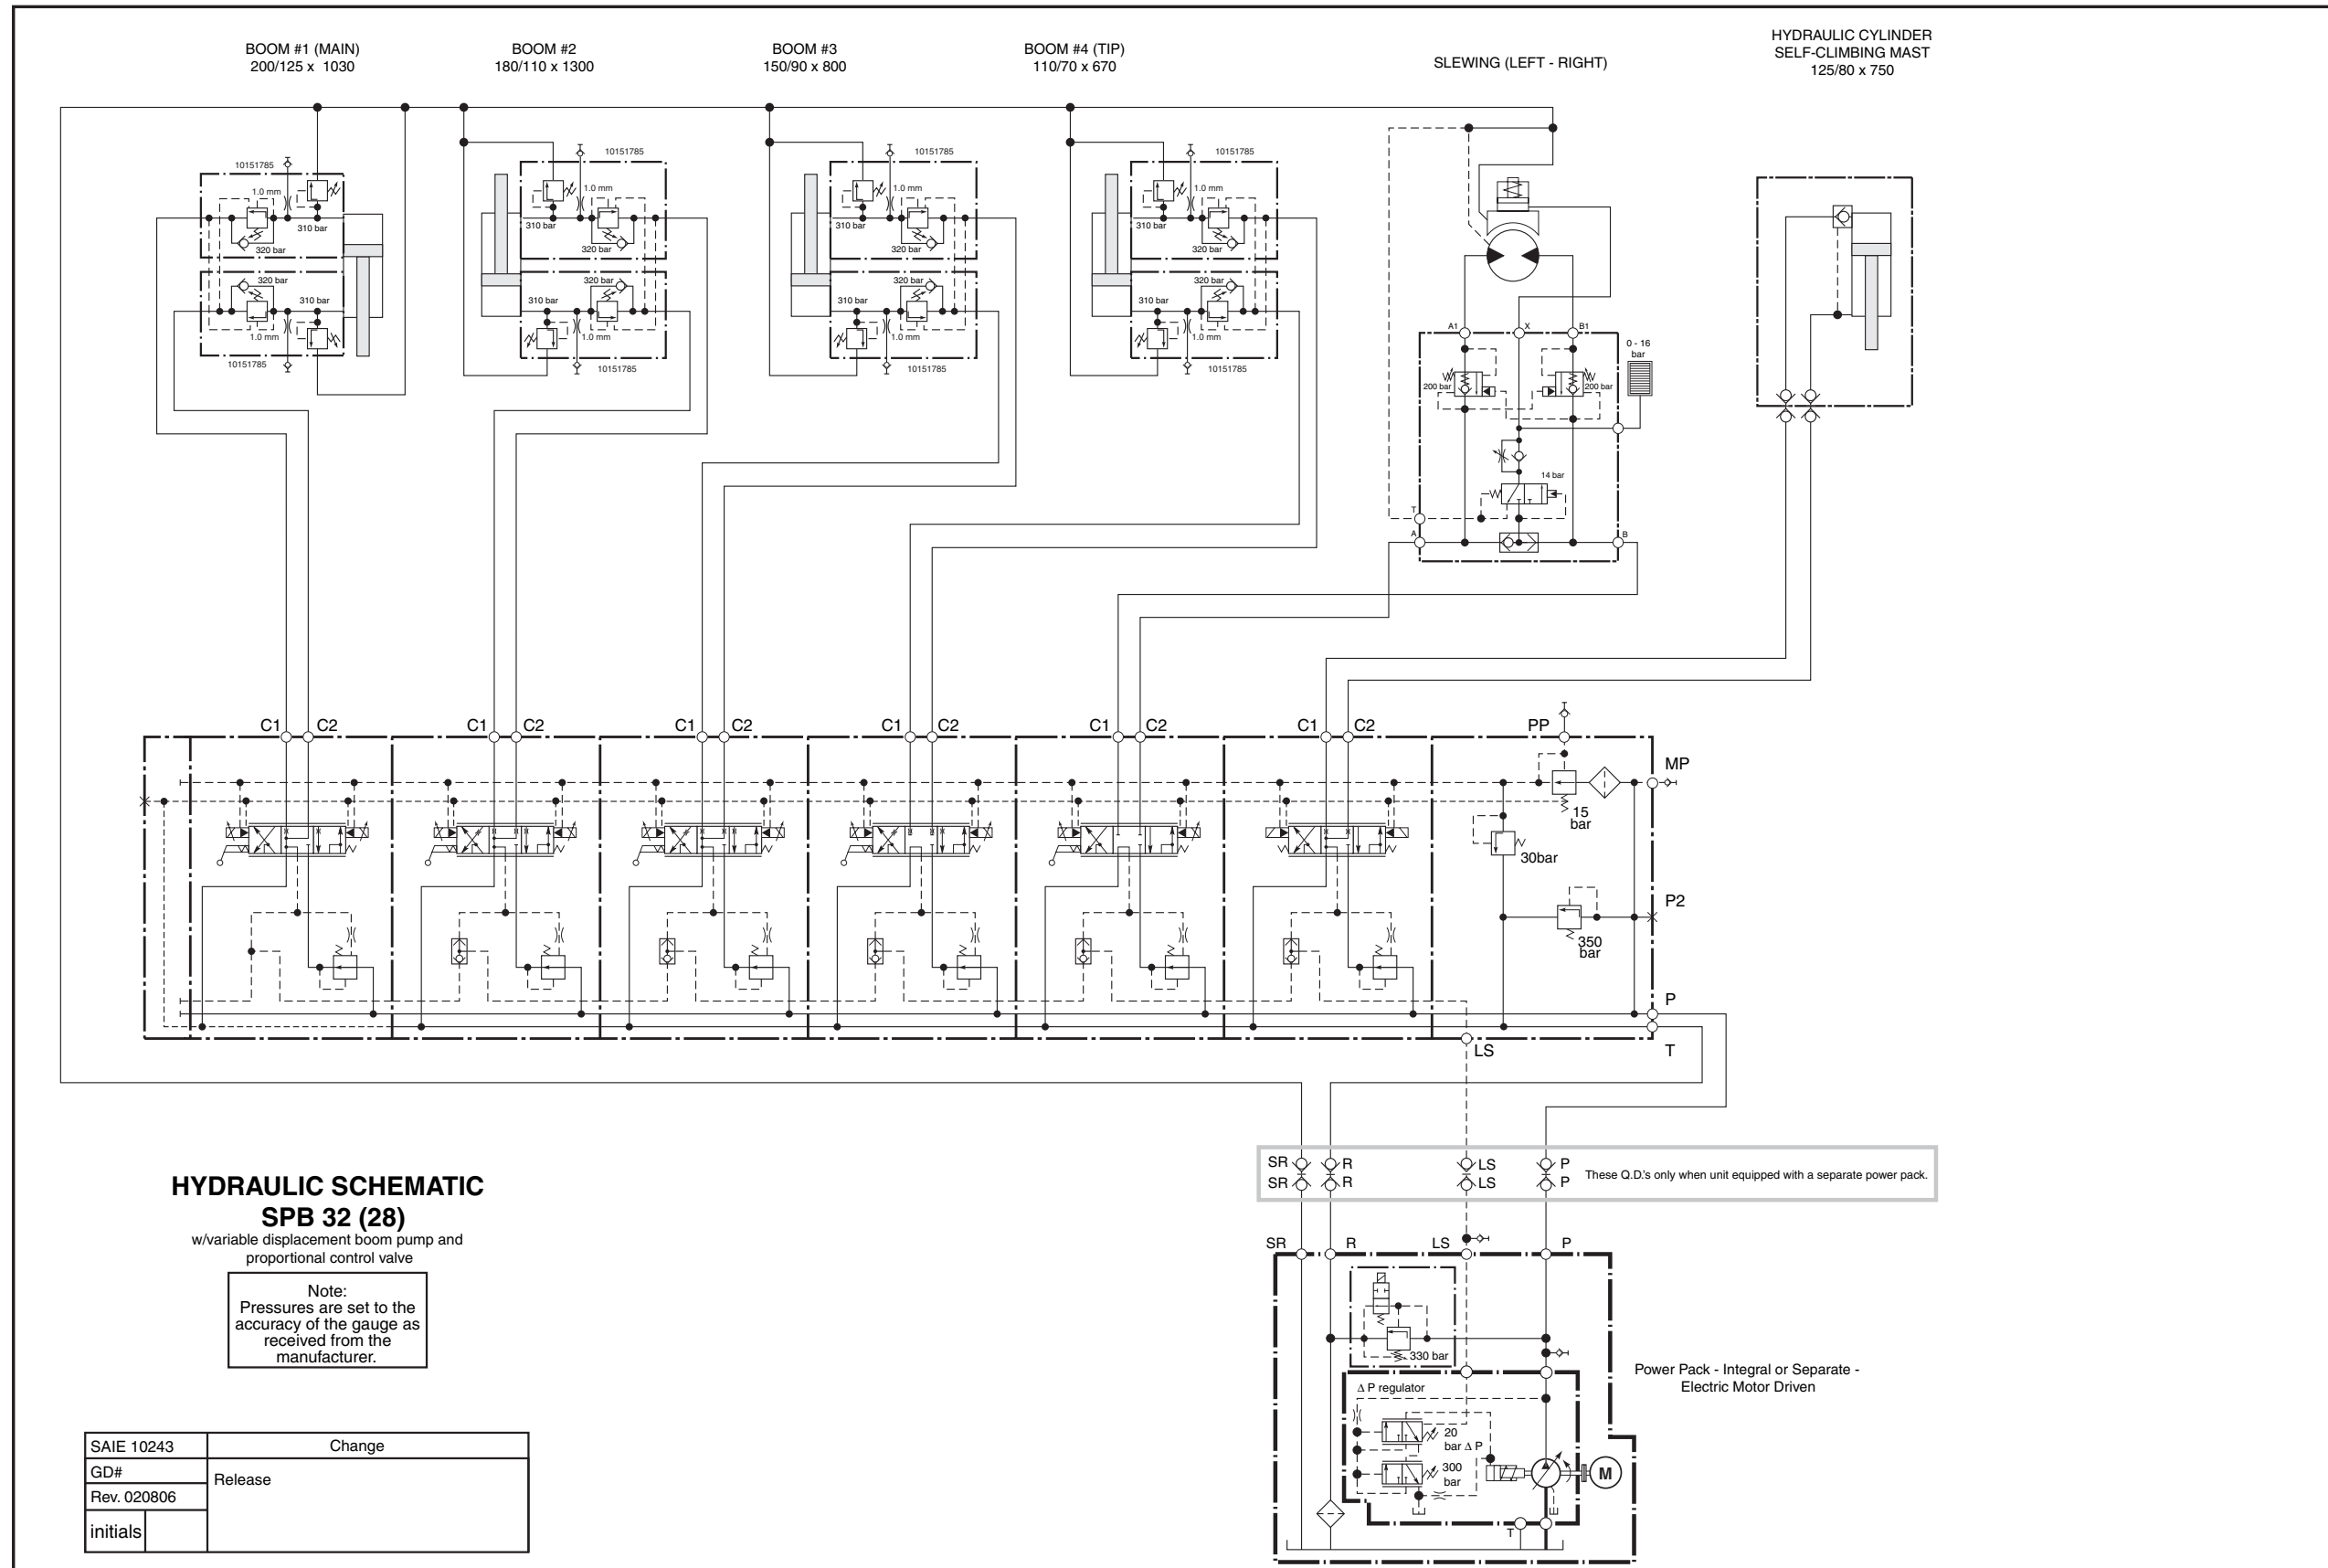 BOOM #1 (MAIN)
200/125 x  1030
BOOM #2
180/110 x 1300
BOOM #3
150/90 x 800
BOOM #4 (TIP)
110/70 x 670
SLEWING (LEFT - RIGHT)
HYDRAULIC CYLINDER
SELF-CLIMBING MAST
125/80 x 750
10151785
1.0 mm
310 bar
320 bar
320 bar
310 bar
1.0 mm
10151785
10151785
1.0 mm
310 bar
320 bar
320 bar
310 bar
1.0 mm
10151785
10151785
1.0 mm
310 bar
320 bar
320 bar
310 bar
1.0 mm
10151785
10151785
1.0 mm
310 bar
320 bar
320 bar
310 bar
1.0 mm
10151785
A1
X
B1
0 - 16
bar
200 bar
200 bar
14 bar
T
A
B
C1 C2
C1 C2
C1 C2
C1 C2
C1 C2
C1 C2
PP
MP
15
bar
30bar
P2
350
bar
P
T
LS
SR R LS P
SR R LS P
These Q.D.'s only when unit equipped with a separate power pack.
SR R LS P
330 bar
Δ P regulator
20
bar Δ P
300
bar
M
T
Power Pack - Integral or Separate -
Electric Motor Driven
HYDRAULIC SCHEMATIC
SPB 32 (28)
w/variable displacement boom pump and
proportional control valve
Note:
Pressures are set to the
accuracy of the gauge as
received from the
manufacturer.
SAIE 10243 Change
GD#
Release
Rev. 020806
initials